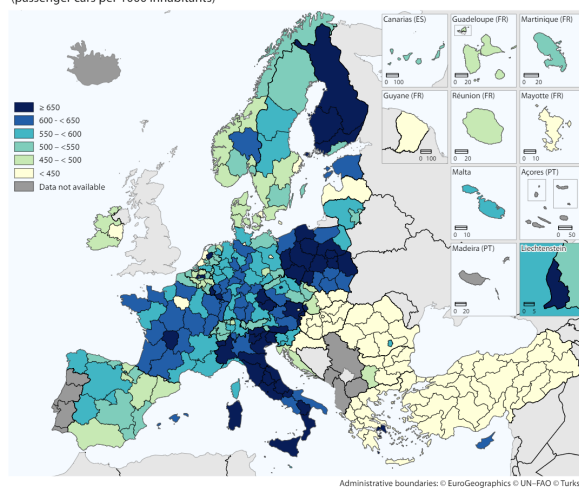 (passenger cars per 1000 inhabitants)
≥ 650
600 – < 650
550 – < 600
500 – <550
450 – < 500
< 450
Data not available
Canarias (ES)
0 100
Guadeloupe (FR)
0 20
Martinique (FR)
0 20
Guyane (FR)
0 100
Réunion (FR)
0 20
Mayotte (FR)
0 10
Malta
0 10
Açores (PT)
0 50
Madeira (PT)
0 20
Liechtenstein
0 5
Administrative boundaries: © EuroGeographics © UN–FAO © Turks